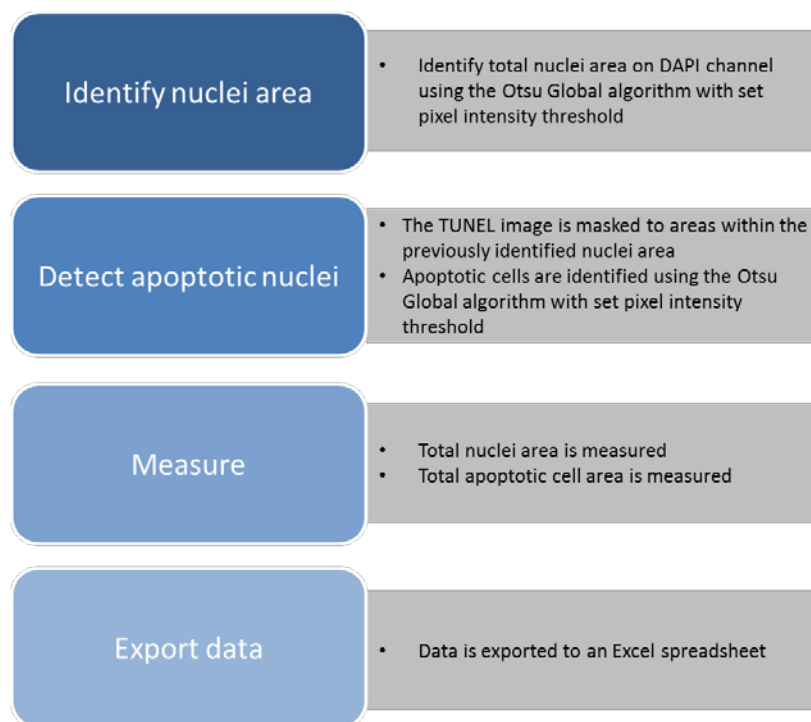 Identify nuclei area
• Identify total nuclei area on DAPI channel
using the Otsu Global algorithm with set
pixel intensity threshold
Detect apoptotic nuclei
• The TUNEL image is masked to areas within the
previously identified nuclei area
• Apoptotic cells are identified using the Otsu
Global algorithm with set pixel intensity
threshold
Measure
• Total nuclei area is measured
• Total apoptotic cell area is measured
Export data
• Data is exported to an Excel spreadsheet